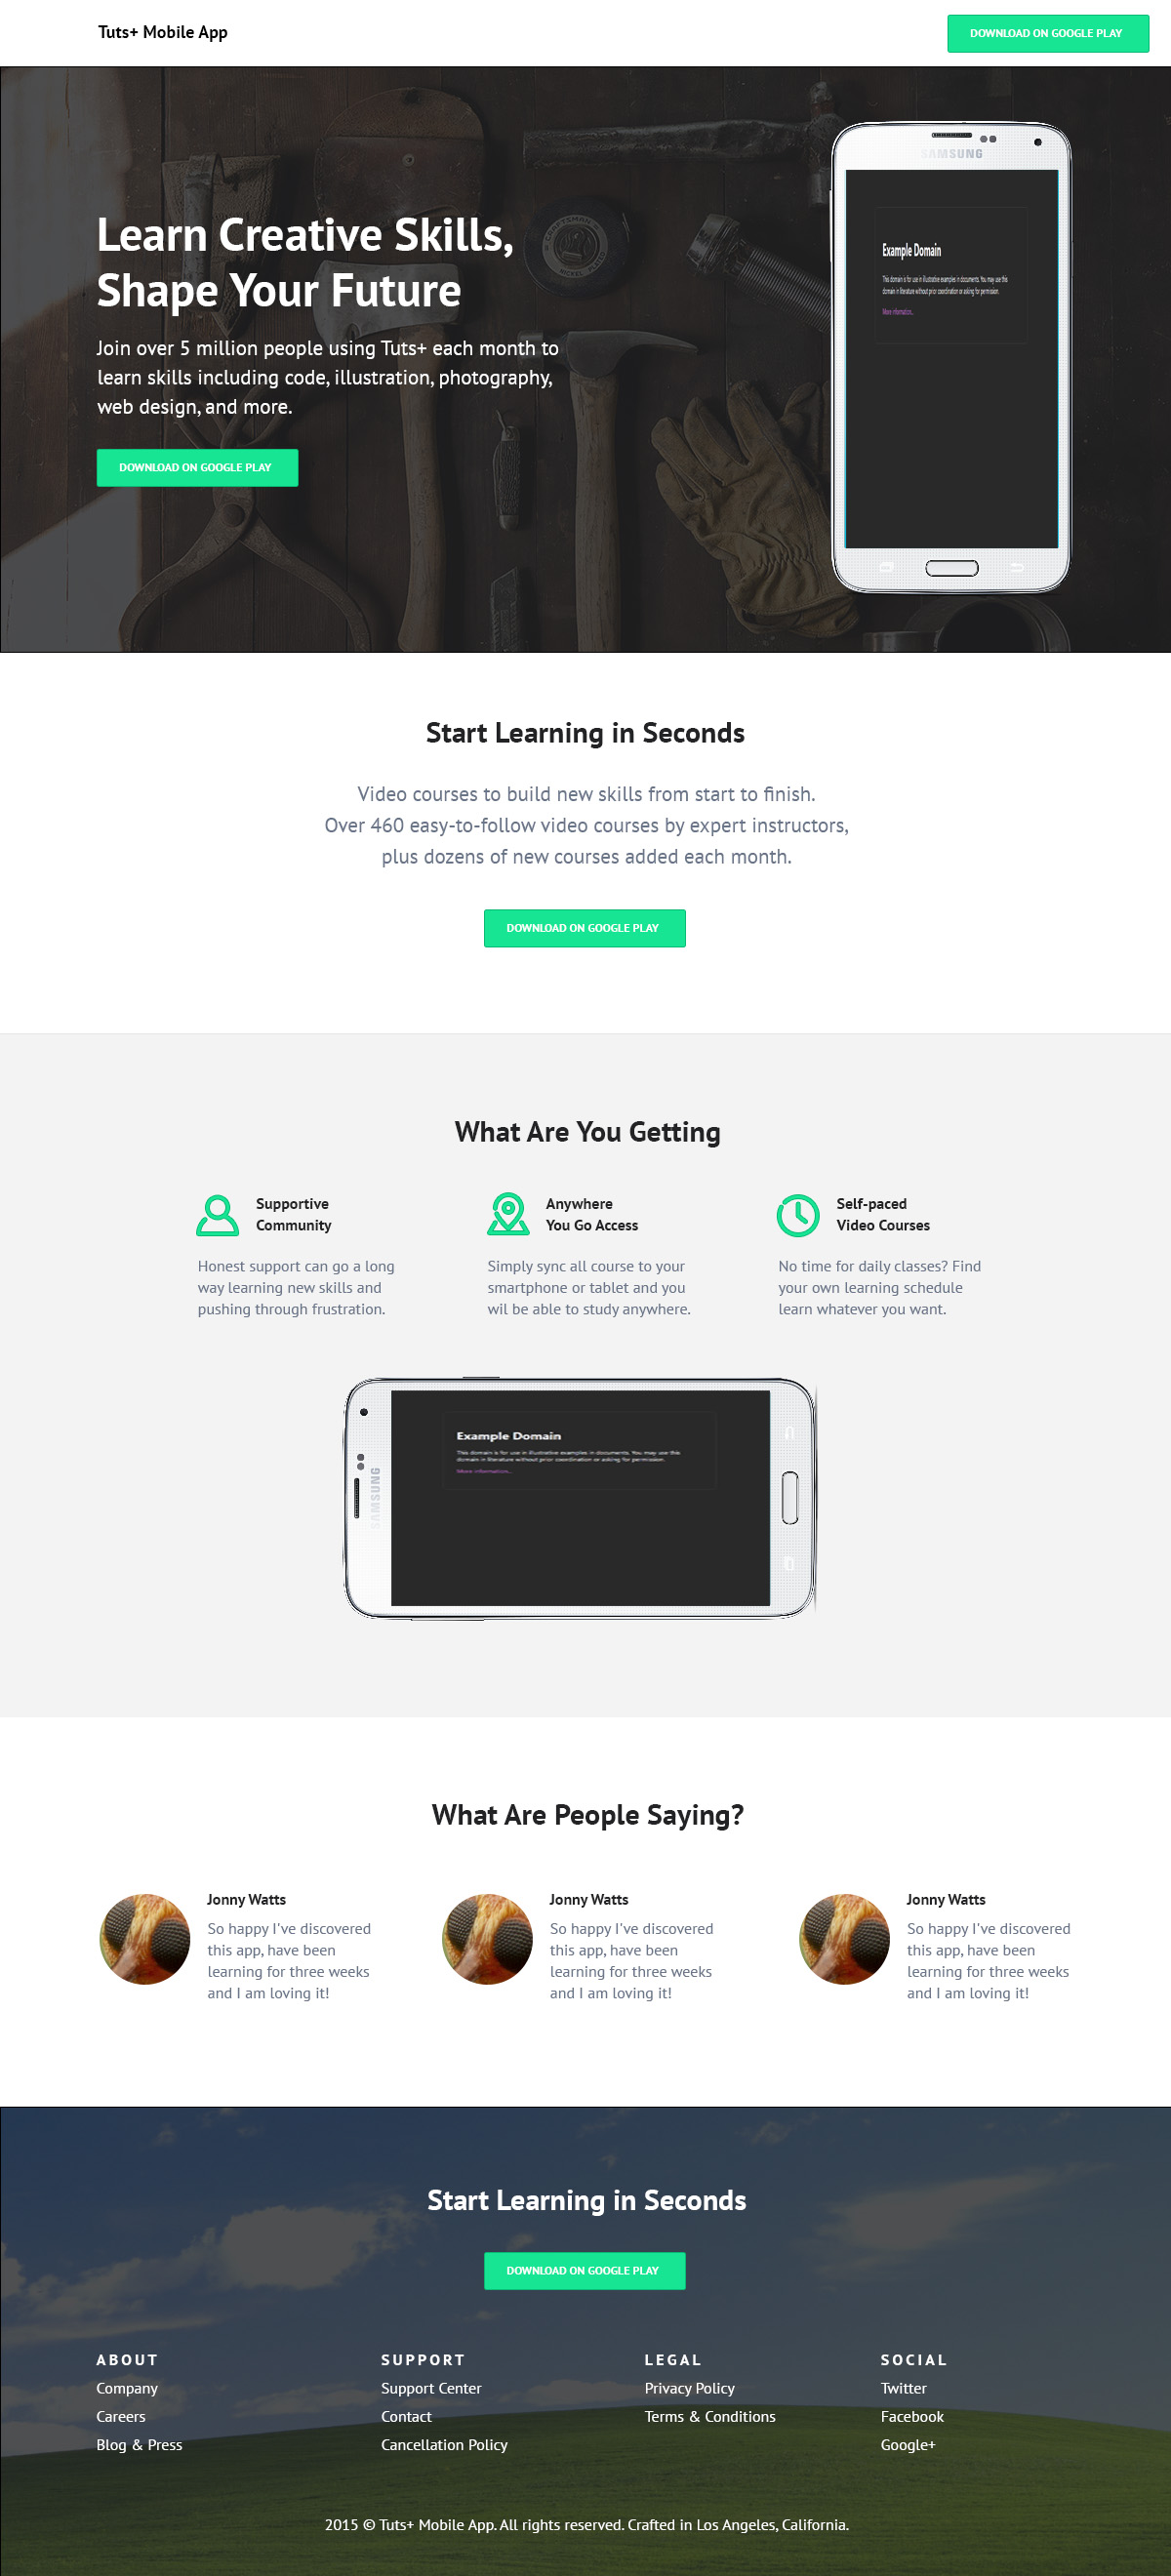 Tuts+ Mobile App
DOWNLOAD ON GOOGLE PLAY
SAMSUNG
Learn Creative Skills,
Shape Your Future
Join over 5 million people using Tuts+ each month to
learn skills including code, illustration, photography,
web design, and more.
DOWNLOAD ON GOOGLE PLAY
Example Domain
This domain is for use in illustrative examples in documents. You may use this
domain in literature without prior coordination or asking for permission.
More information...
Start Learning in Seconds
Video courses to build new skills from start to finish.
Over 460 easy-to-follow video courses by expert instructors,
plus dozens of new courses added each month.
DOWNLOAD ON GOOGLE PLAY
What Are You Getting
Supportive
Community
Honest support can go a long
way learning new skills and
pushing through frustration.
Anywhere
You Go Access
Simply sync all course to your
smartphone or tablet and you
wil be able to study anywhere.
Self-paced
Video Courses
No time for daily classes? Find
your own learning schedule
learn whatever you want.
SAMSUNG
Example Domain
This domain is for use in illustrative examples in documents. You may use this
domain in literature without prior coordination or asking for permission.
More information...
What Are People Saying?
Jonny Watts
So happy I've discovered
this app, have been
learning for three weeks
and I am loving it!
Jonny Watts
So happy I've discovered
this app, have been
learning for three weeks
and I am loving it!
Jonny Watts
So happy I've discovered
this app, have been
learning for three weeks
and I am loving it!
Start Learning in Seconds
DOWNLOAD ON GOOGLE PLAY
ABOUT
Company
Careers
Blog & Press
SUPPORT
Support Center
Contact
Cancellation Policy
LEGAL
Privacy Policy
Terms & Conditions
SOCIAL
Twitter
Facebook
Google+
2015 © Tuts+ Mobile App. All rights reserved. Crafted in Los Angeles, California.